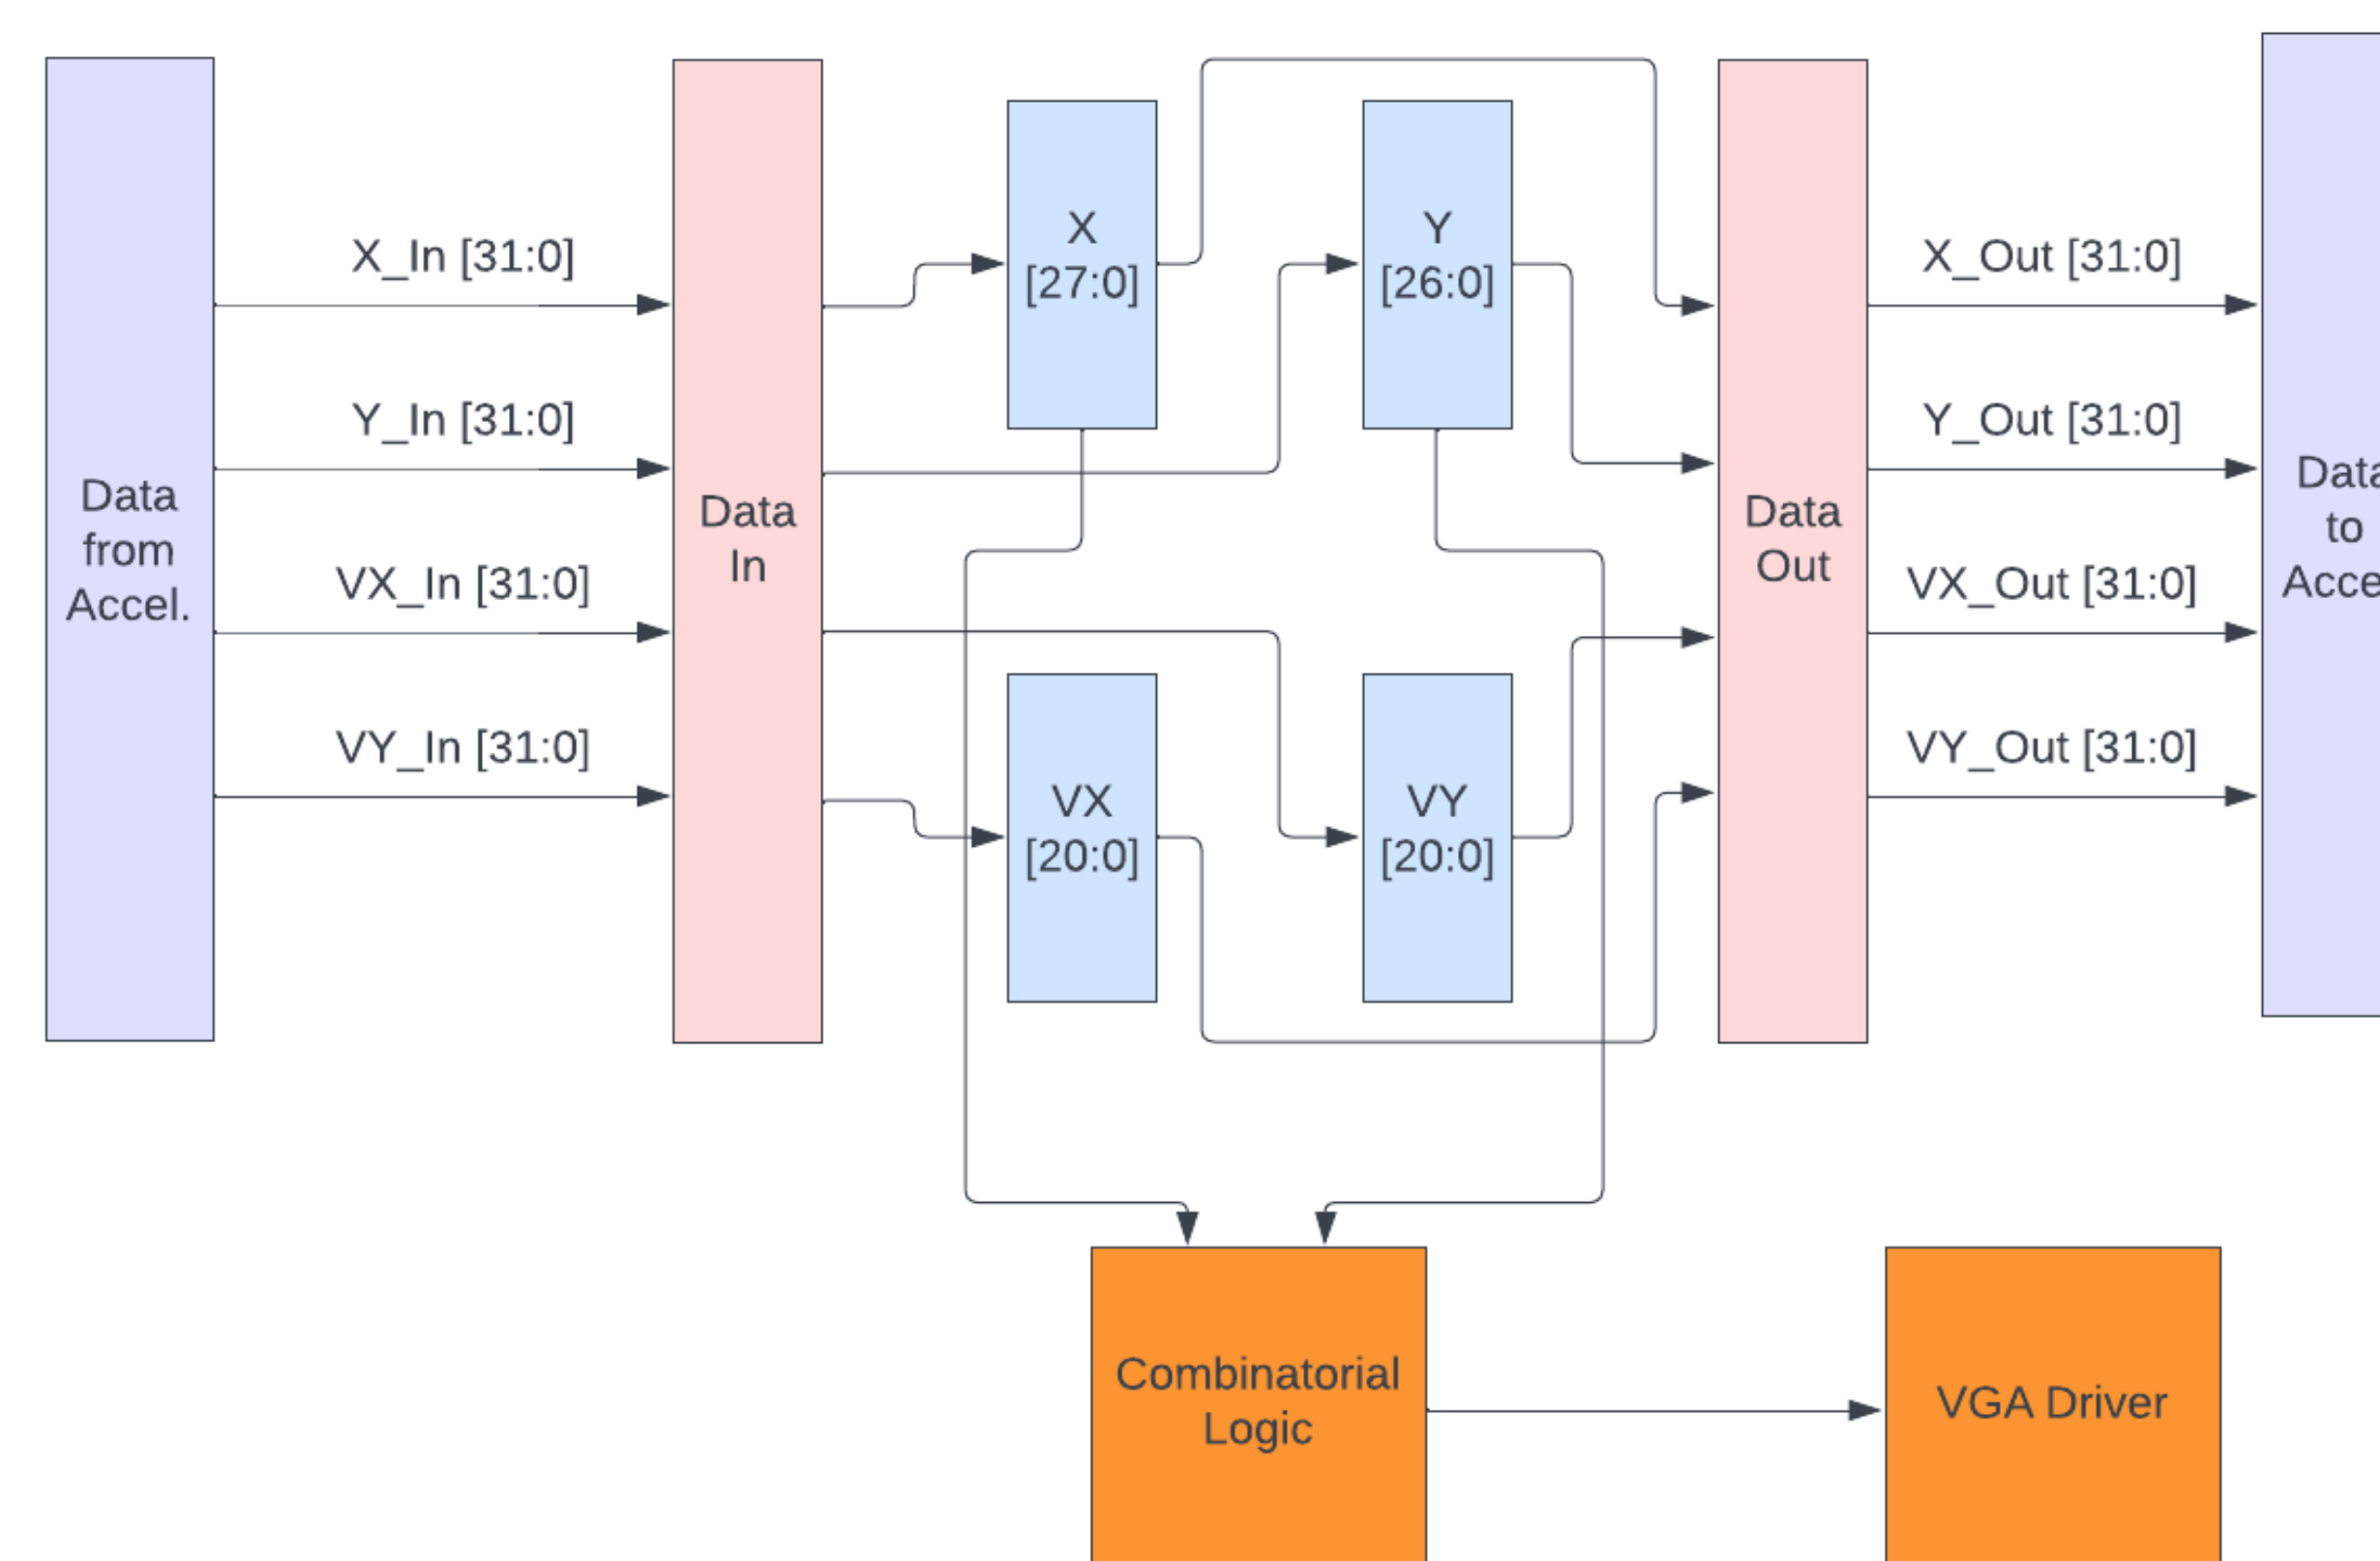 Data
from
Accel.
X_In [31:0]
Y_In [31:0]
VX_In [31:0]
VY_In [31:0]
Data
In
X
[27:0]
Y
[26:0]
VX
[20:0]
VY
[20:0]
Data
Out
X_Out [31:0]
Y_Out [31:0]
VX_Out [31:0]
VY_Out [31:0]
Data
to
Combinatorial
Logic
VGA Driver